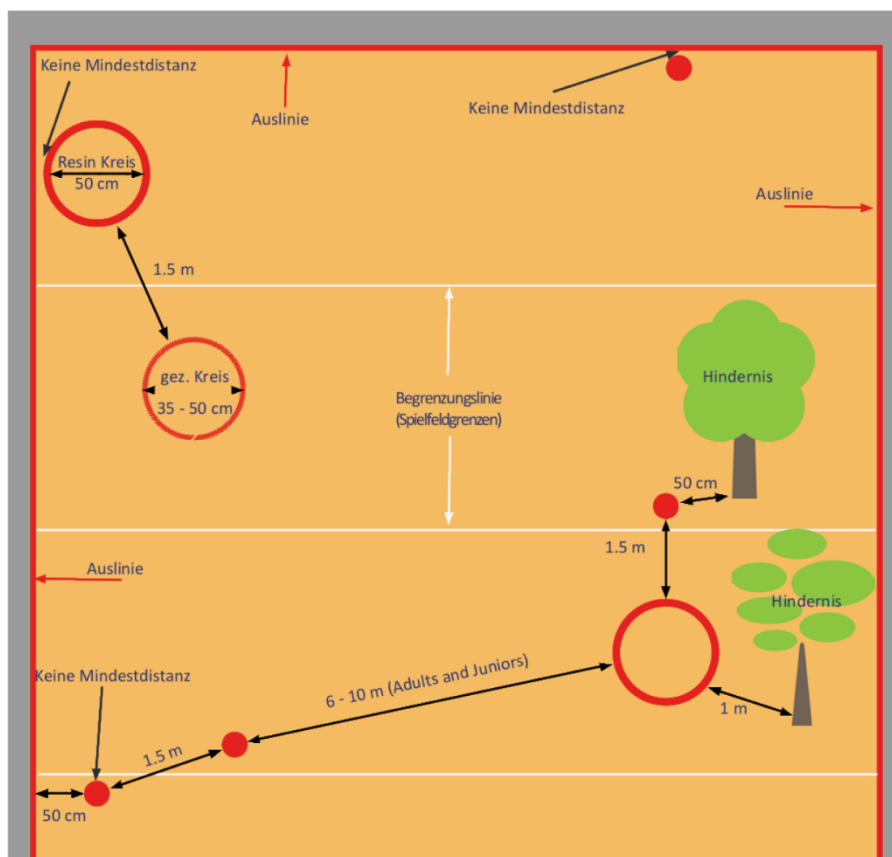 Keine Mindestdistanz
Auslinie
Keine Mindestdistanz
Resin Kreis
50 cm
Auslinie
1.5 m
gez. Kreis
35 - 50 cm
Begrenzungslinie
(Spielfeldgrenzen)
Hindernis
50 cm
1.5 m
Auslinie
Hindernis
Keine Mindestdistanz
6 - 10 m (Adults and Juniors)
1 m
1.5 m
50 cm